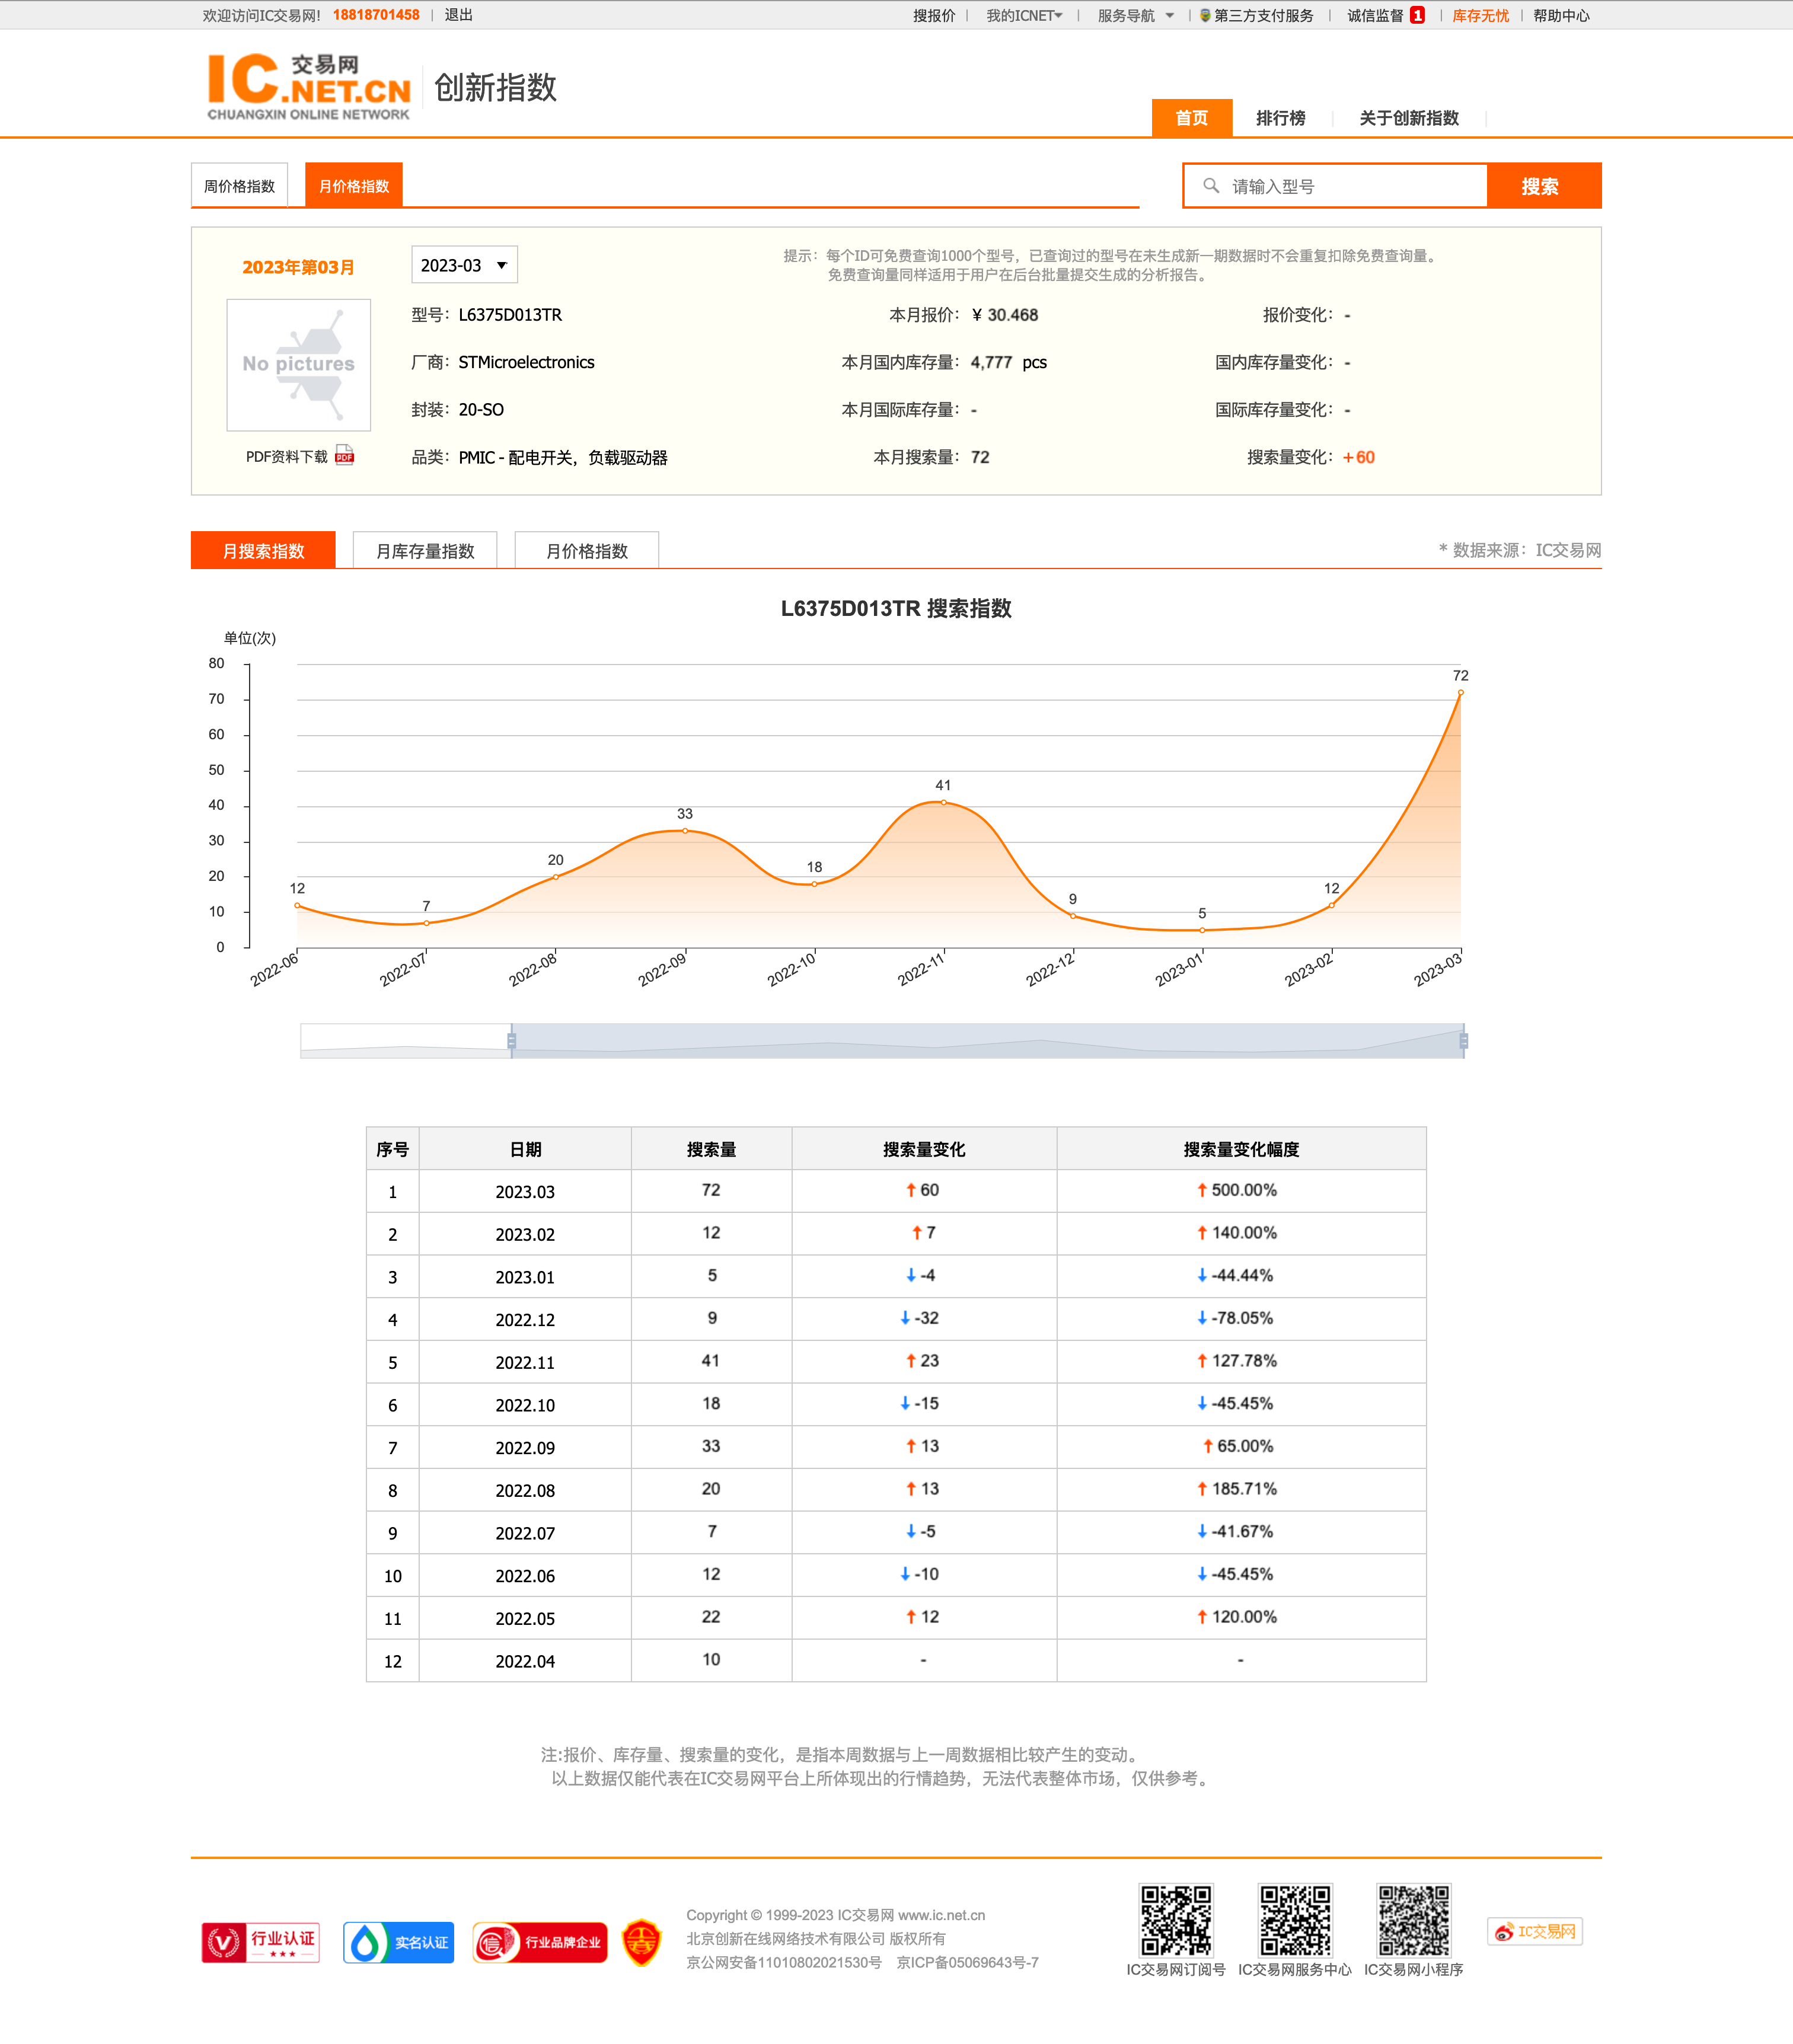 欢迎访问IC交易网! 18818701458 | 退出 搜报价 | 我的ICNET | 服务导航 | 第三方支付服务 | 诚信监督 1 | 库存无忧 | 帮助中心
IC 交易网 .NET.CN 创新指数
CHUANGXIN ONLINE NETWORK
首页 排行榜 关于创新指数
周价格指数 月价格指数 请输入型号 搜索
2023年第03月 2023-03
提示：每个ID可免费查询1000个型号，已查询过的型号在未生成新一期数据时不会重复扣除免费查询量。
免费查询量同样适用于用户在后台批量提交生成的分析报告。
No pictures
PDF资料下载 PDF
型号：L6375D013TR 本月报价：￥30.468 报价变化：-
厂商：STMicroelectronics 本月国内库存量：4,777 pcs 国内库存量变化：-
封装：20-SO 本月国际库存量：- 国际库存量变化：-
品类：PMIC - 配电开关，负载驱动器 本月搜索量：72 搜索量变化：+60
月搜索指数 月库存量指数 月价格指数 * 数据来源：IC交易网
L6375D013TR 搜索指数
单位(次)
80
70
60
50
40
30
20
10
0
12 7 20 33 18 41 9 5 12 72
2022-06 2022-07 2022-08 2022-09 2022-10 2022-11 2022-12 2023-01 2023-02 2023-03
序号 日期 搜索量 搜索量变化 搜索量变化幅度
1 2023.03 72 ↑60 ↑500.00%
2 2023.02 12 ↑7 ↑140.00%
3 2023.01 5 ↓-4 ↓-44.44%
4 2022.12 9 ↓-32 ↓-78.05%
5 2022.11 41 ↑23 ↑127.78%
6 2022.10 18 ↓-15 ↓-45.45%
7 2022.09 33 ↑13 ↑65.00%
8 2022.08 20 ↑13 ↑185.71%
9 2022.07 7 ↓-5 ↓-41.67%
10 2022.06 12 ↓-10 ↓-45.45%
11 2022.05 22 ↑12 ↑120.00%
12 2022.04 10 - -
注:报价、库存量、搜索量的变化，是指本周数据与上一周数据相比较产生的变动。
以上数据仅能代表在IC交易网平台上所体现出的行情趋势，无法代表整体市场，仅供参考。
行业认证
实名认证
行业品牌企业
Copyright © 1999-2023 IC交易网 www.ic.net.cn
北京创新在线网络技术有限公司 版权所有
京公网安备11010802021530号 京ICP备05069643号-7
IC交易网订阅号 IC交易网服务中心 IC交易网小程序
IC交易网